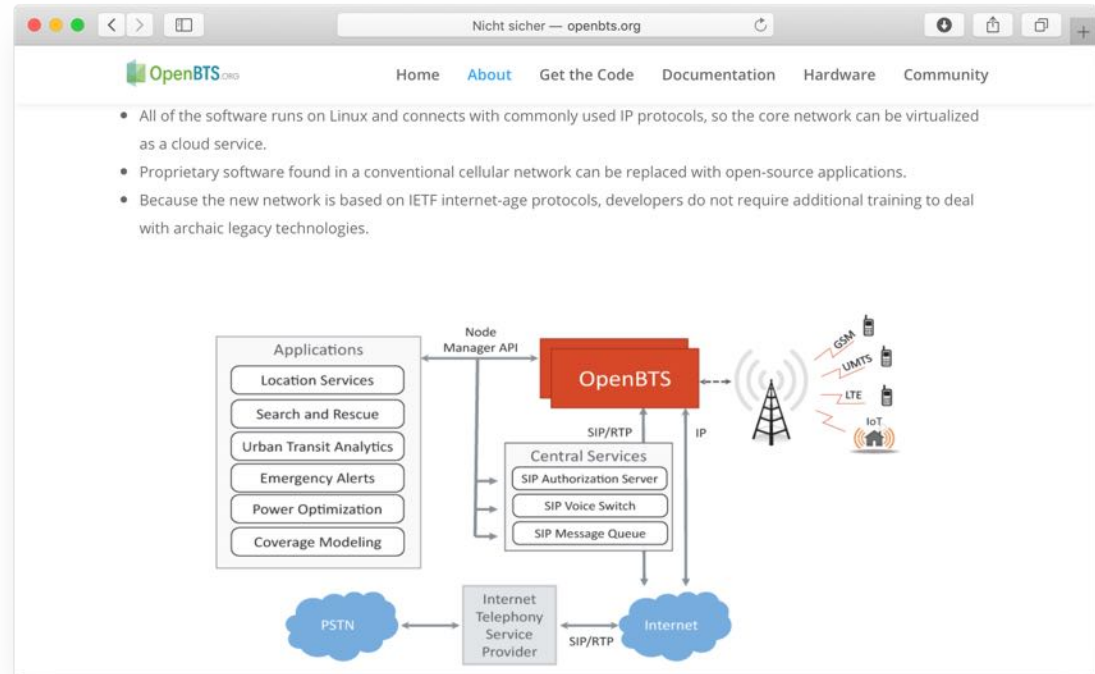 Nicht sicher — openbts.org
OpenBTS.ORG
Home About Get the Code Documentation Hardware Community
• All of the software runs on Linux and connects with commonly used IP protocols, so the core network can be virtualized
as a cloud service.
• Proprietary software found in a conventional cellular network can be replaced with open-source applications.
• Because the new network is based on IETF internet-age protocols, developers do not require additional training to deal
with archaic legacy technologies.
Applications
Location Services
Search and Rescue
Urban Transit Analytics
Emergency Alerts
Power Optimization
Coverage Modeling
Node
Manager API
OpenBTS
GSM
UMTS
LTE
IoT
SIP/RTP
IP
Central Services
SIP Authorization Server
SIP Voice Switch
SIP Message Queue
PSTN
Internet
Telephony
Service
Provider
SIP/RTP
Internet